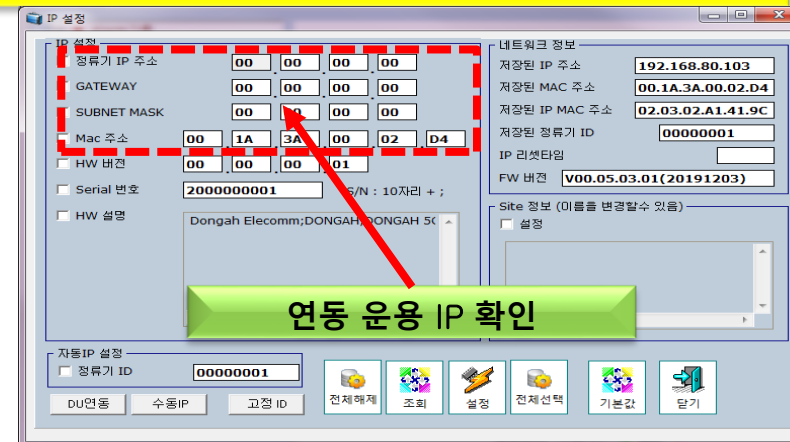 IP 설정
IP 설정
정류기 IP 주소 00 . 00 . 00 . 00
GATEWAY 00 . 00 . 00 . 00
SUBNET MASK 00 00 . 00 . 00
Mac 주소 00 . 1A . 3A . 00 . 02 . D4
HW 버전 00 . 00 . 00 . 01
Serial 번호 2000000001 S/N : 10자리 + ;
HW 설명 Dongah Elecomm;DONGAH;DONGAH 50
네트워크 정보
저장된 IP 주소 192.168.80.103
저장된 MAC 주소 00.1A.3A.00.02.D4
저장된 IP MAC 주소 02.03.02.A1.41.9C
저장된 정류기 ID 00000001
IP 리셋타임
FW 버전 V00.05.03.01(20191203)
Site 정보 (이름을 변경할수 있음)
설정
연동 운용 IP 확인
자동IP 설정
정류기 ID 00000001
DU연동 수동IP 고정 ID
전체해제 조회 설정 전체선택 기본값 닫기